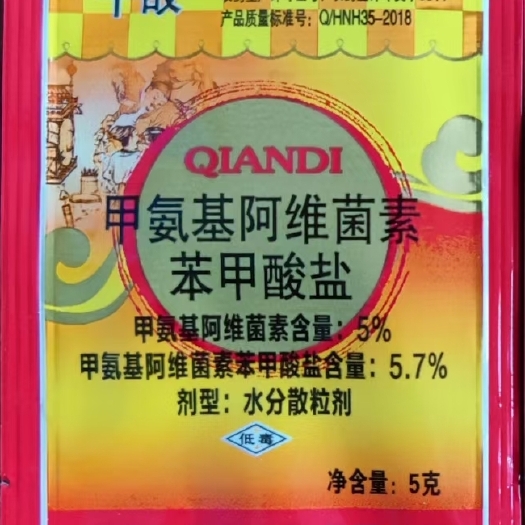 产品质量标准号：Q/HNH35-2018
QIANDI
甲氨基阿维菌素
苯甲酸盐
甲氨基阿维菌素含量：5%
甲氨基阿维菌素苯甲酸盐含量：5.7%
剂型：水分散粒剂
低毒
净含量：5克